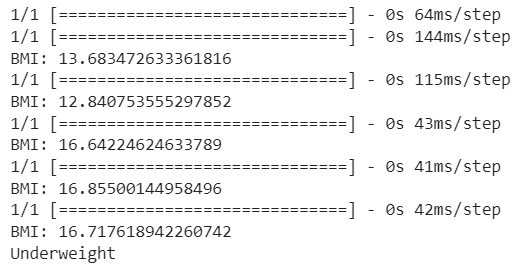 1/1 [==============================] - 0s 64ms/step
1/1 [==============================] - 0s 144ms/step
BMI: 13.683472633361816
1/1 [==============================] - 0s 115ms/step
BMI: 12.840753555297852
1/1 [==============================] - 0s 43ms/step
BMI: 16.64224624633789
1/1 [==============================] - 0s 41ms/step
BMI: 16.85500144958496
1/1 [==============================] - 0s 42ms/step
BMI: 16.717618942260742
Underweight